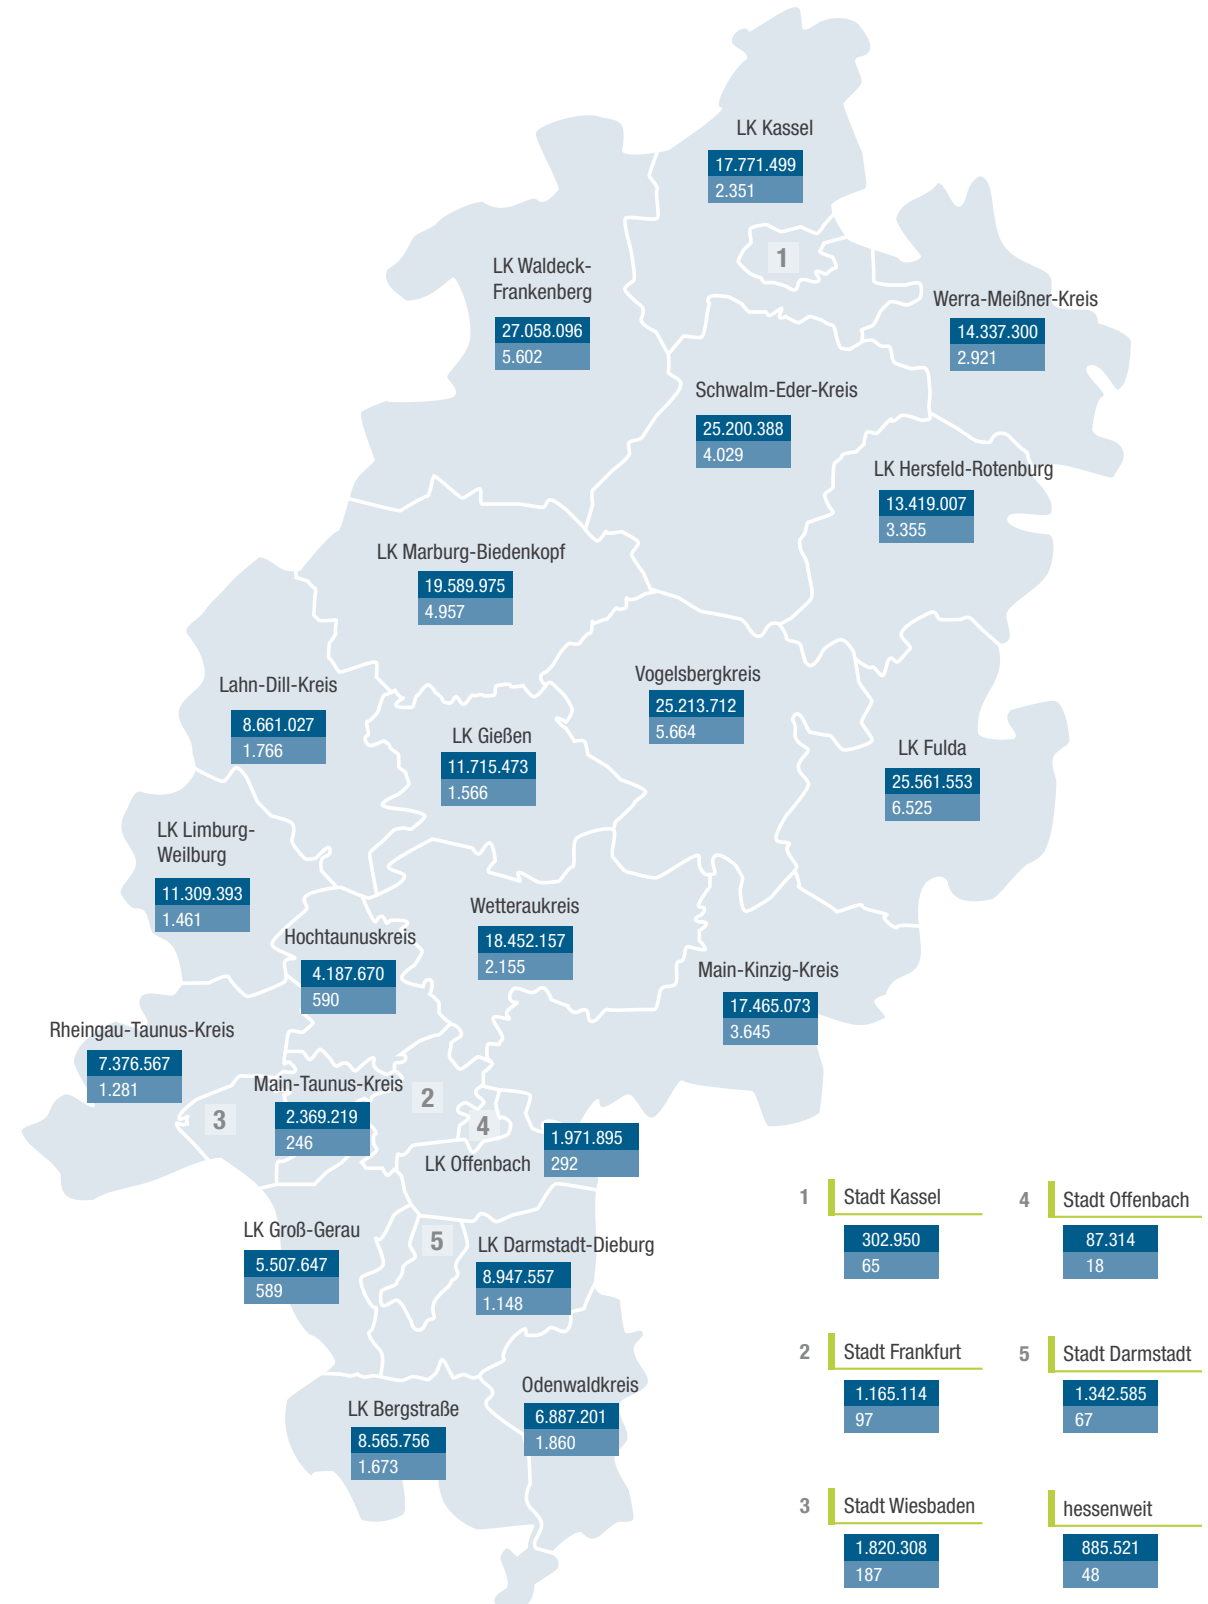 LK Kassel
17.771.499
2.351
1
LK Waldeck-
Frankenberg
27.058.096
5.602
Werra-Meißner-Kreis
14.337.300
2.921
Schwalm-Eder-Kreis
25.200.388
4.029
LK Hersfeld-Rotenburg
13.419.007
3.355
LK Marburg-Biedenkopf
19.589.975
4.957
Lahn-Dill-Kreis
8.661.027
1.766
LK Gießen
11.715.473
1.566
Vogelsbergkreis
25.213.712
5.664
LK Fulda
25.561.553
6.525
LK Limburg-
Weilburg
11.309.393
1.461
Hochtaunuskreis
4.187.670
590
Wetteraukreis
18.452.157
2.155
Main-Kinzig-Kreis
17.465.073
3.645
Rheingau-Taunus-Kreis
7.376.567
1.281
3
Main-Taunus-Kreis
2.369.219
246
2
4
LK Offenbach
1.971.895
292
LK Groß-Gerau
5.507.647
589
5
LK Darmstadt-Dieburg
8.947.557
1.148
LK Bergstraße
8.565.756
1.673
Odenwaldkreis
6.887.201
1.860
1 Stadt Kassel
302.950
65
4 Stadt Offenbach
87.314
18
2 Stadt Frankfurt
1.165.114
97
5 Stadt Darmstadt
1.342.585
67
3 Stadt Wiesbaden
1.820.308
187
hessenweit
885.521
48